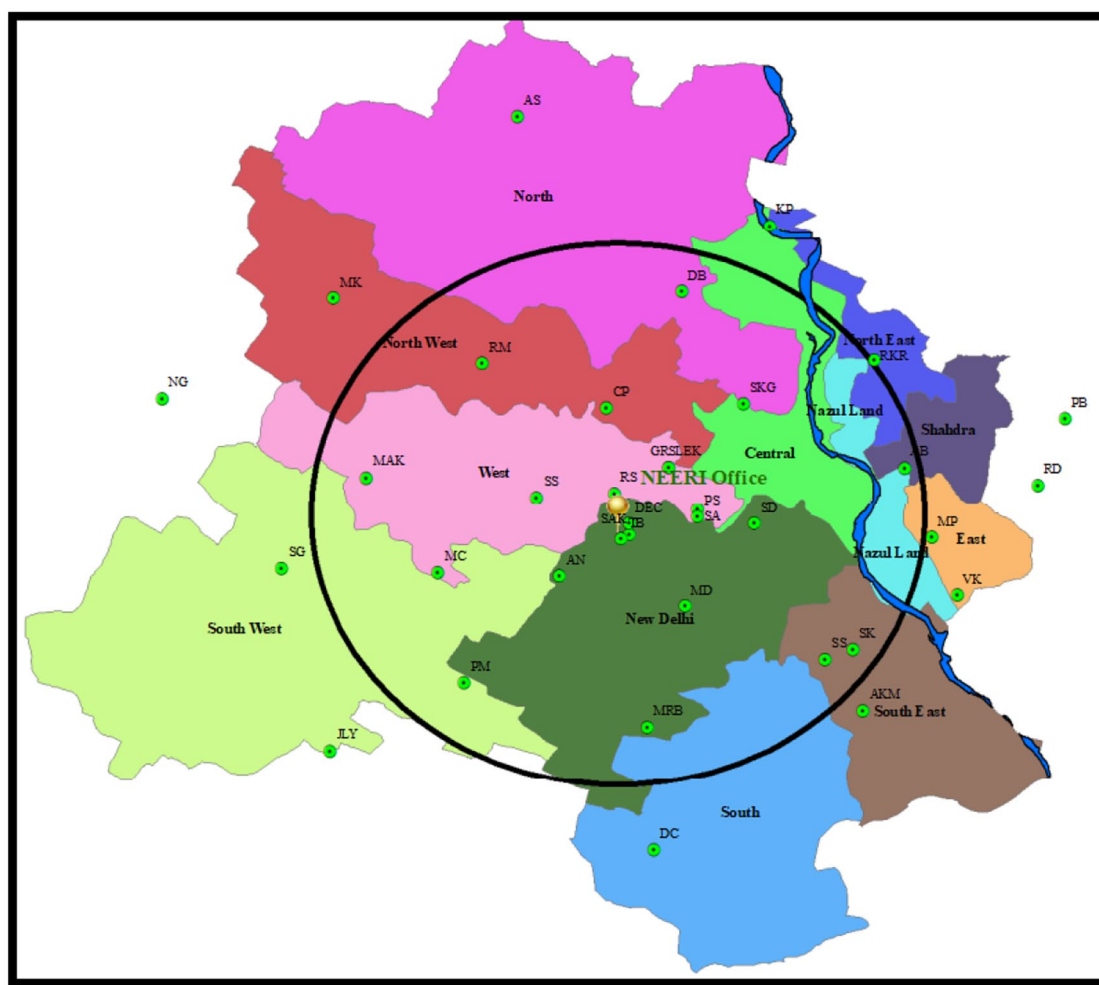 AS
North
KP
DB
MK
North West
RM
North East
RKR
NG
CP
SKG
Nazul Land
Shahdra
PB
MAK
West
SS
GRSLEK
Central
AB
RD
RS
NEERI Office
DEC
PS
SA
SD
SAK
MP
East
Nazul Land
SG
MC
AN
MD
VK
South West
New Delhi
SS
SK
PM
MRB
AKM
South East
JLY
South
DC